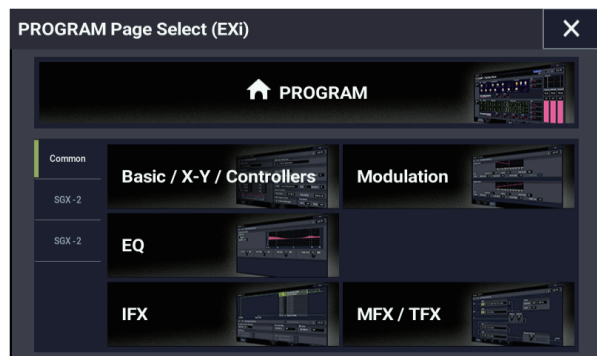 PROGRAM Page Select (EXi)
PROGRAM
Common
SGX-2
SGX-2
Basic / X-Y / Controllers
Modulation
EQ
IFX
MFX / TFX